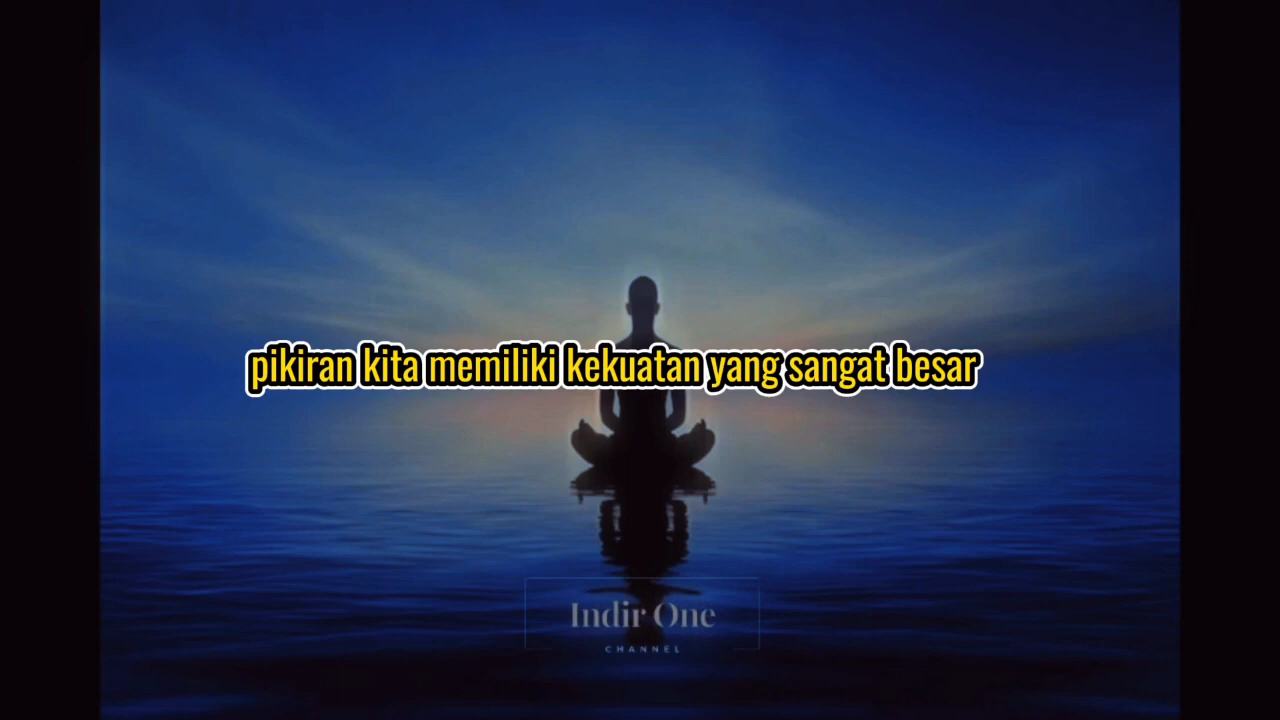 pikiran kita memiliki kekuatan yang sangat besar
Indir One
CHANNEL